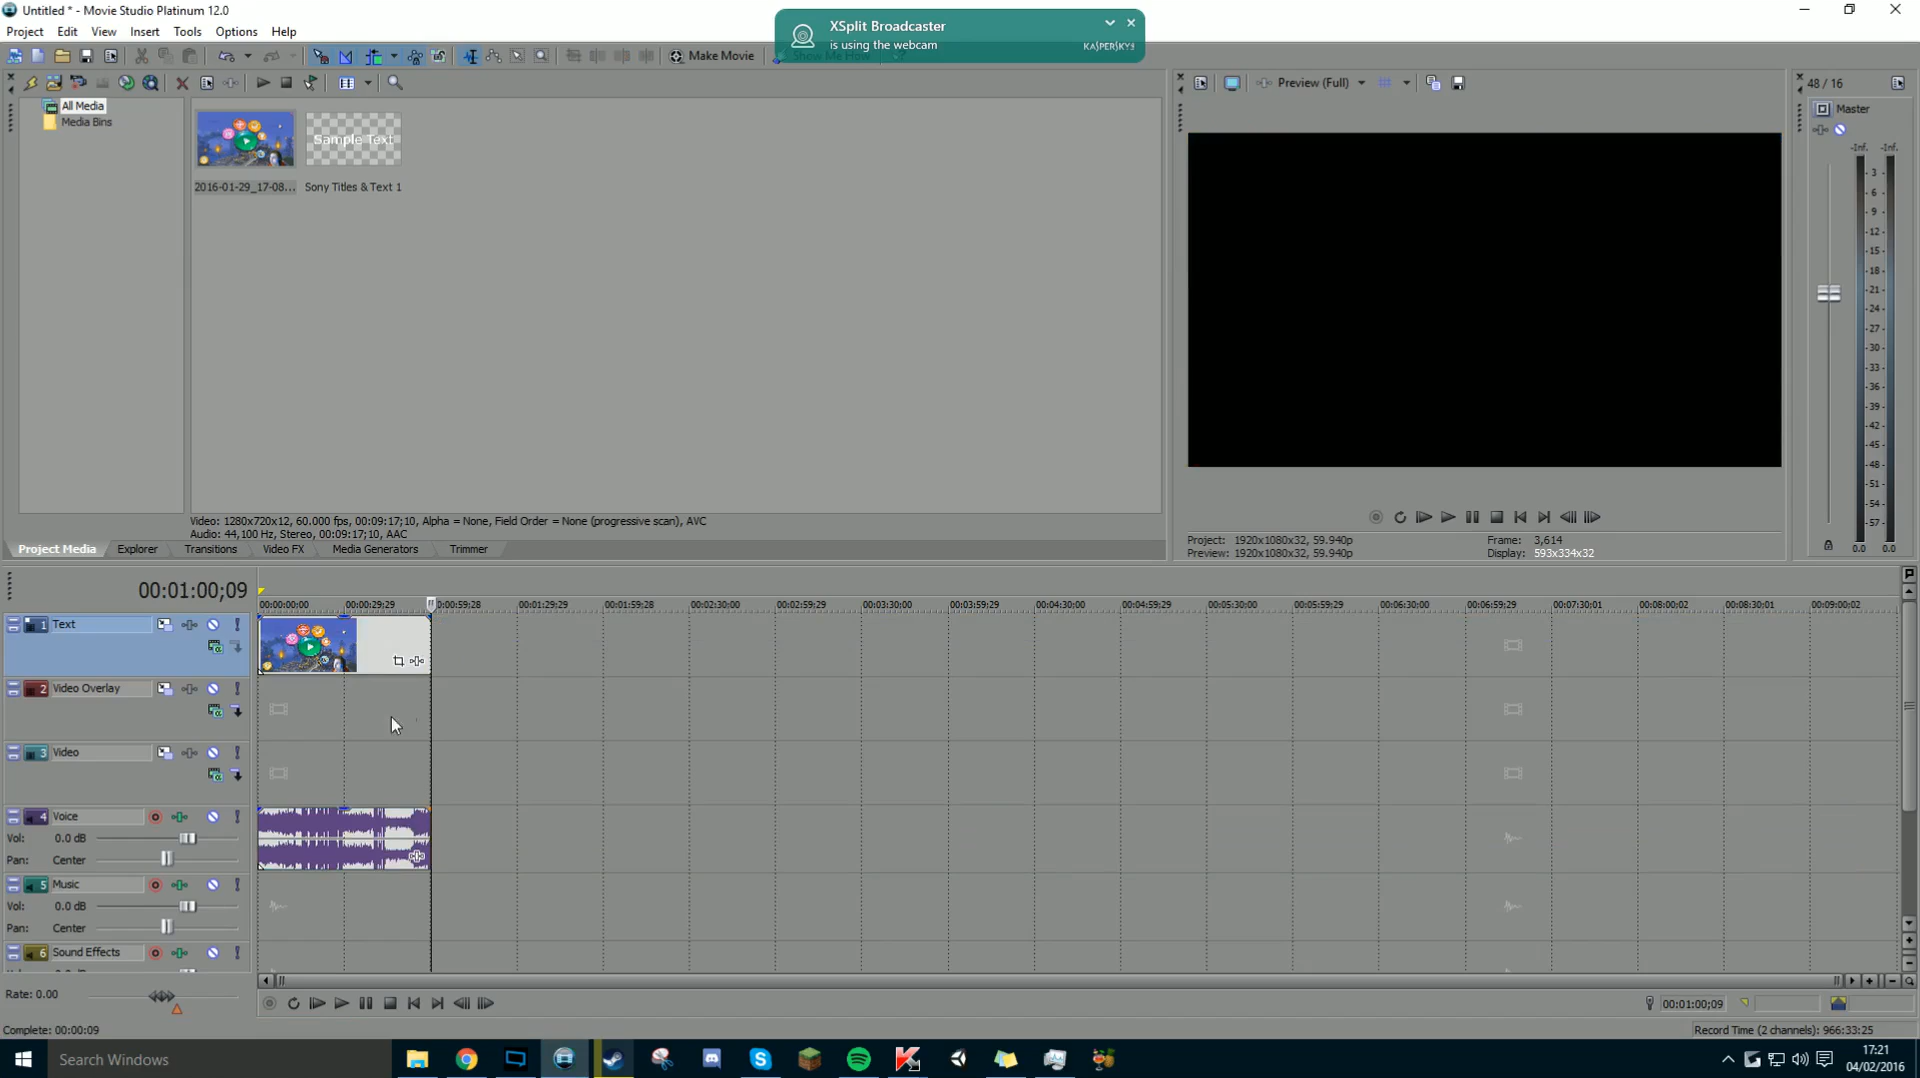 Untitled * - Movie Studio Platinum 12.0
Project Edit View Insert Tools Options Help
XSplit Broadcaster
is using the webcam
KASPERSKY
Make Movie
All Media
Media Bins
Sample Text
2016-01-29_17-08...
Sony Titles & Text 1
Video: 1280x720x12, 60.000 fps, 00:09:17;10, Alpha = None, Field Order = None (progressive scan), AVC
Audio: 44,100 Hz, Stereo, 00:09:17;10, AAC
Project Media Explorer Transitions Video FX Media Generators Trimmer
Preview (Full)
Project: 1920x1080x32, 59.940p
Preview: 1920x1080x32, 59.940p
Frame: 3,614
Display: 593x334x32
48 / 16
Master
-Inf. -Inf.
- 3 -
- 6 -
- 9 -
-12-
-15-
-18-
-21-
-24-
-27-
-30-
-33-
-36-
-39-
-42-
-45-
-48-
-51-
-54-
-57-
0.0 0.0
00:01:00;09
00:00:00;00 00:00:29;29 00:00:59;28 00:01:29;29 00:01:59;28 00:02:30;00 00:02:59;29 00:03:30;00 00:03:59;29 00:04:30;00 00:04:59;29 00:05:30;00 00:05:59;29 00:06:30;00 00:06:59;29 00:07:30;01 00:08:00;02 00:08:30;01 00:09:00;02
1 Text
2 Video Overlay
3 Video
4 Voice
Vol: 0.0 dB
Pan: Center
5 Music
Vol: 0.0 dB
Pan: Center
6 Sound Effects
Rate: 0.00
00:01:00;09
Complete: 00:00:09
Record Time (2 channels): 966:33:25
Search Windows
17:21
04/02/2016